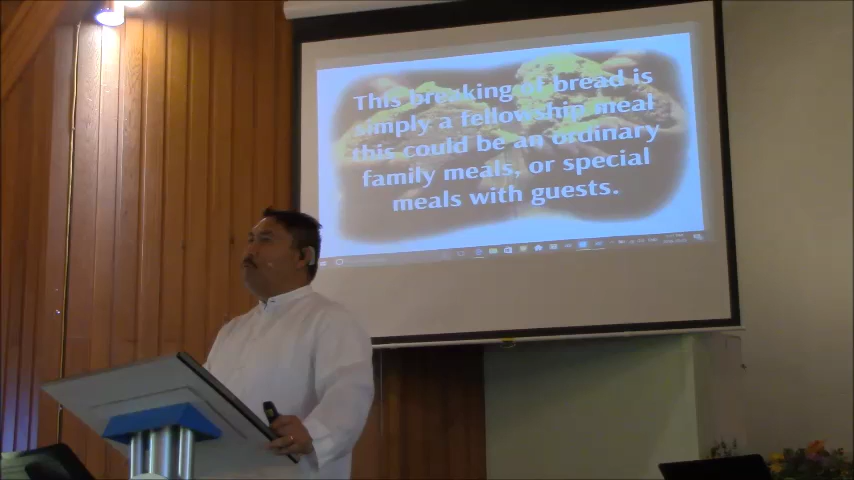 This breaking of bread is
simply a fellowship meal
this could be an ordinary
family meals, or special
meals with guests.